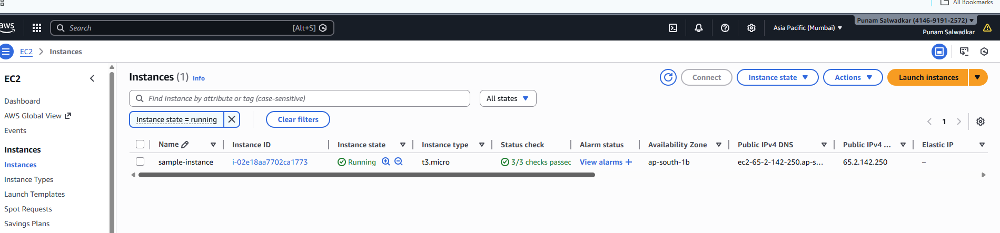 All Bookmarks
aws
Search
[Alt+S]
Asia Pacific (Mumbai)
Punam Salwadkar (4146-9191-2572)
Punam Salwadkar
EC2
Instances
EC2
Dashboard
AWS Global View
Events
Instances
Instances
Instance Types
Launch Templates
Spot Requests
Savings Plans
Instances (1) Info
Connect
Instance state
Actions
Launch instances
Find Instance by attribute or tag (case-sensitive)
All states
Instance state = running
Clear filters
1
Name Instance ID Instance state Instance type Status check Alarm status Availability Zone Public IPv4 DNS Public IPv4 ... Elastic IP
sample-instance i-02e18aa7702ca1773 Running t3.micro 3/3 checks passed View alarms + ap-south-1b ec2-65-2-142-250.ap-s... 65.2.142.250 –